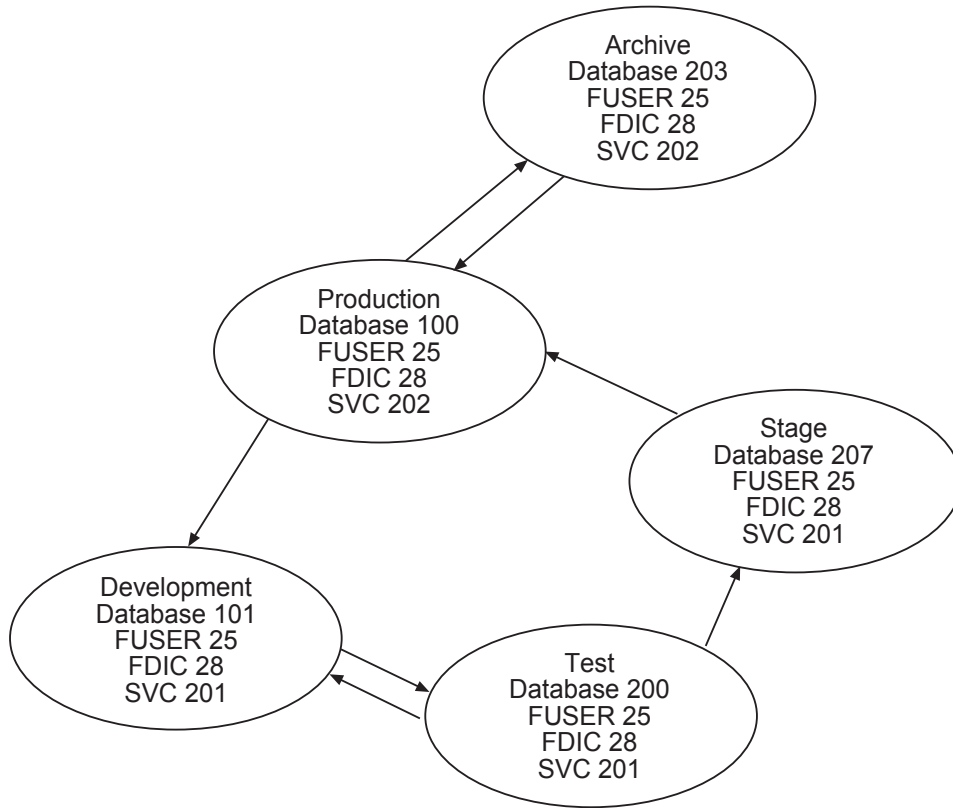 Archive
Database 203
FUSER 25
FDIC 28
SVC 202
Production
Database 100
FUSER 25
FDIC 28
SVC 202
Stage
Database 207
FUSER 25
FDIC 28
SVC 201
Development
Database 101
FUSER 25
FDIC 28
SVC 201
Test
Database 200
FUSER 25
FDIC 28
SVC 201